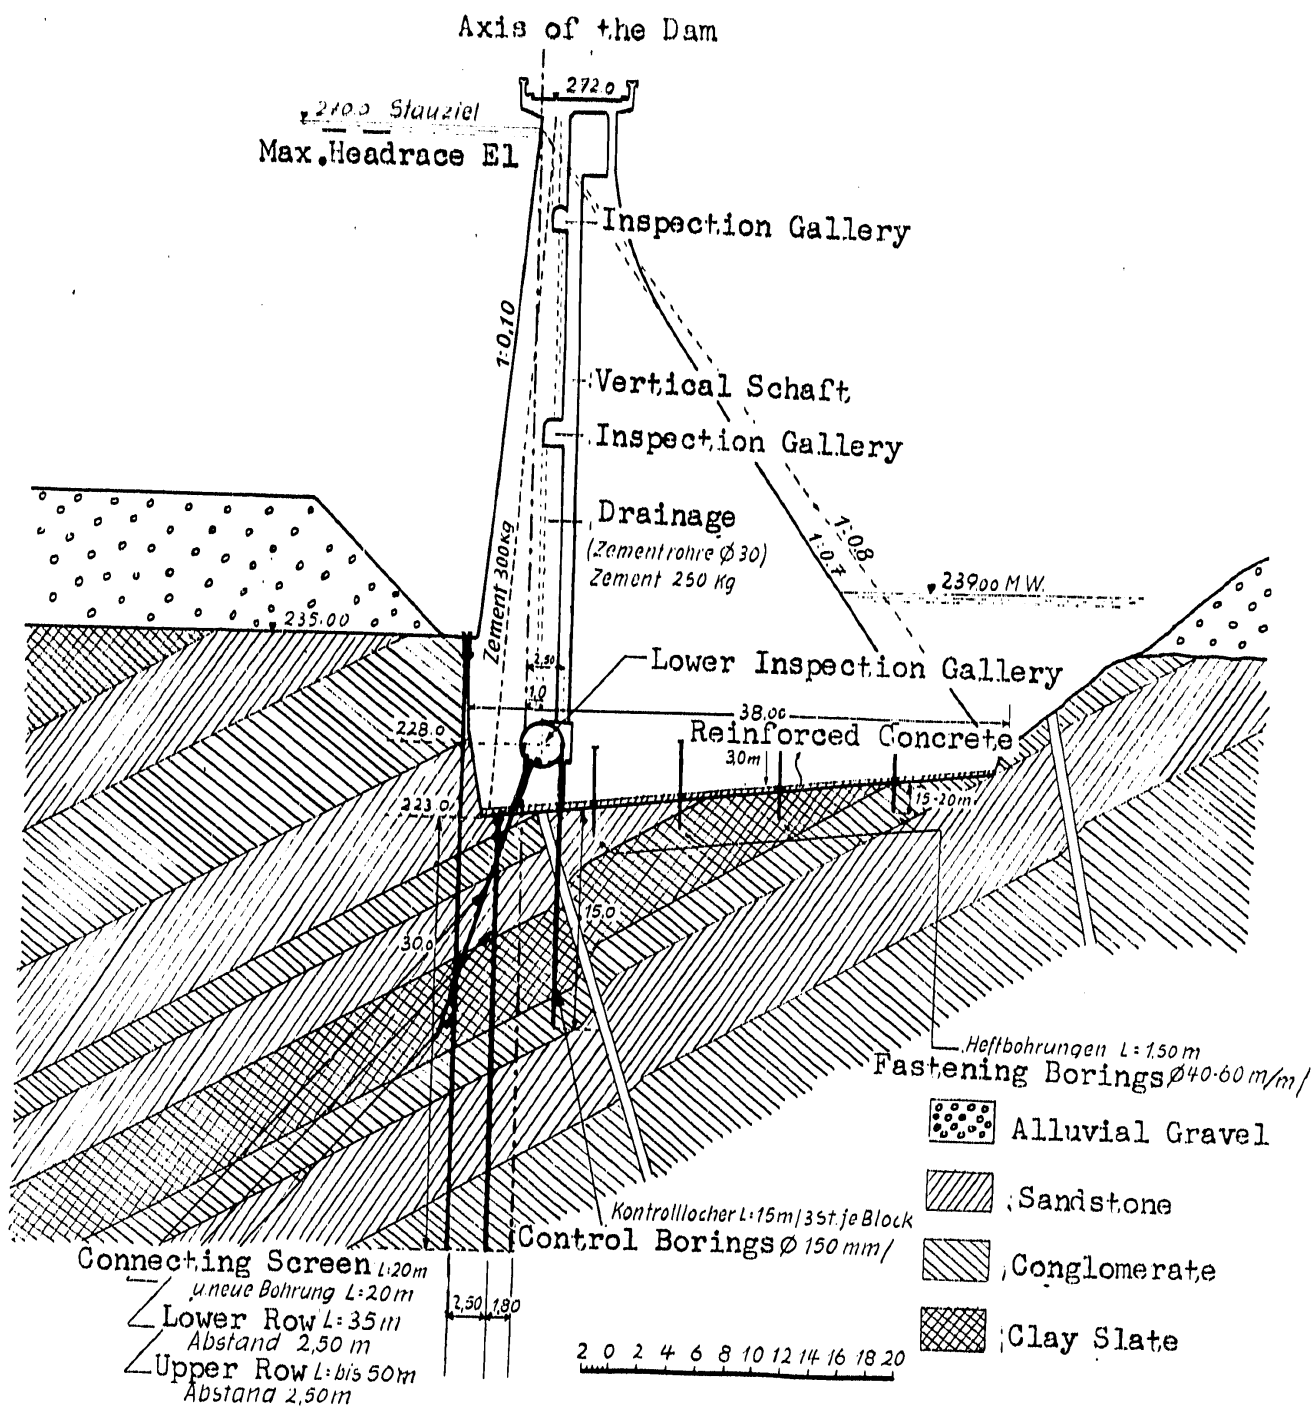 Axis of the Dam
272.0
270.0 Stauziel
Max. Headrace El
Inspection Gallery
1:0,10
Vertical Schaft
Inspection Gallery
Drainage
(Zementrohre Ø 30)
Zement 250 Kg
Zement 300 Kg
1:0.8
1:0.7
239.00 M.W.
235.00
2,50
1,0
Lower Inspection Gallery
38,00
228.0
Reinforced Concrete
3,0m
223.0
15-20m
15,0
30.0
Heftbohrungen L=1.50 m
Fastening Borings Ø40-60 m/m/
Alluvial Gravel
Sandstone
Conglomerate
Clay Slate
Kontrolllocher L=15m/3 St. je Block
Control Borings Ø 150 mm/
Connecting Screen L=20m
u. neue Bohrung L=20m
Lower Row L=35m
Abstand 2,50 m
Upper Row L=bis 50m
Abstand 2,50m
2,50 1,80
2 0 2 4 6 8 10 12 14 16 18 20